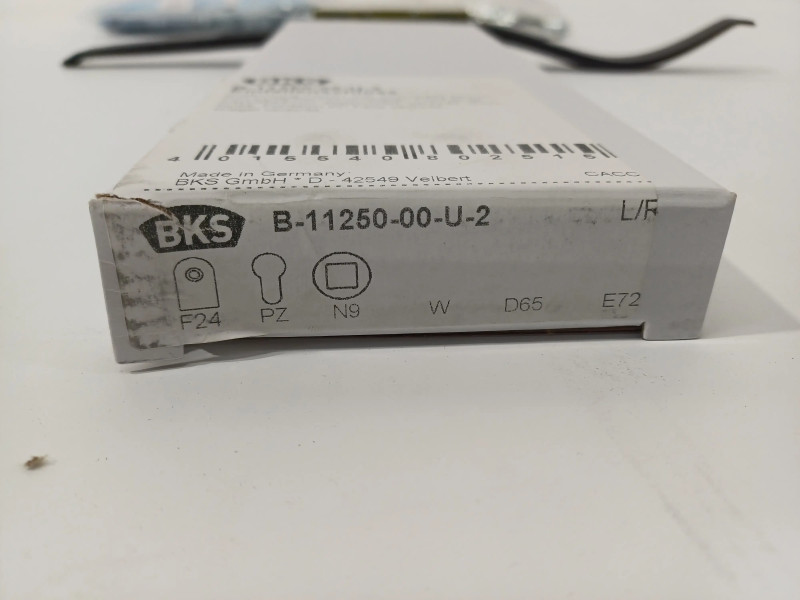 4 015540 802515
Made in Germany
BKS GmbH * D - 42549 Velbert
CACC
BKS
B-11250-00-U-2
L/R
F24
PZ
N9
W
D65
E72